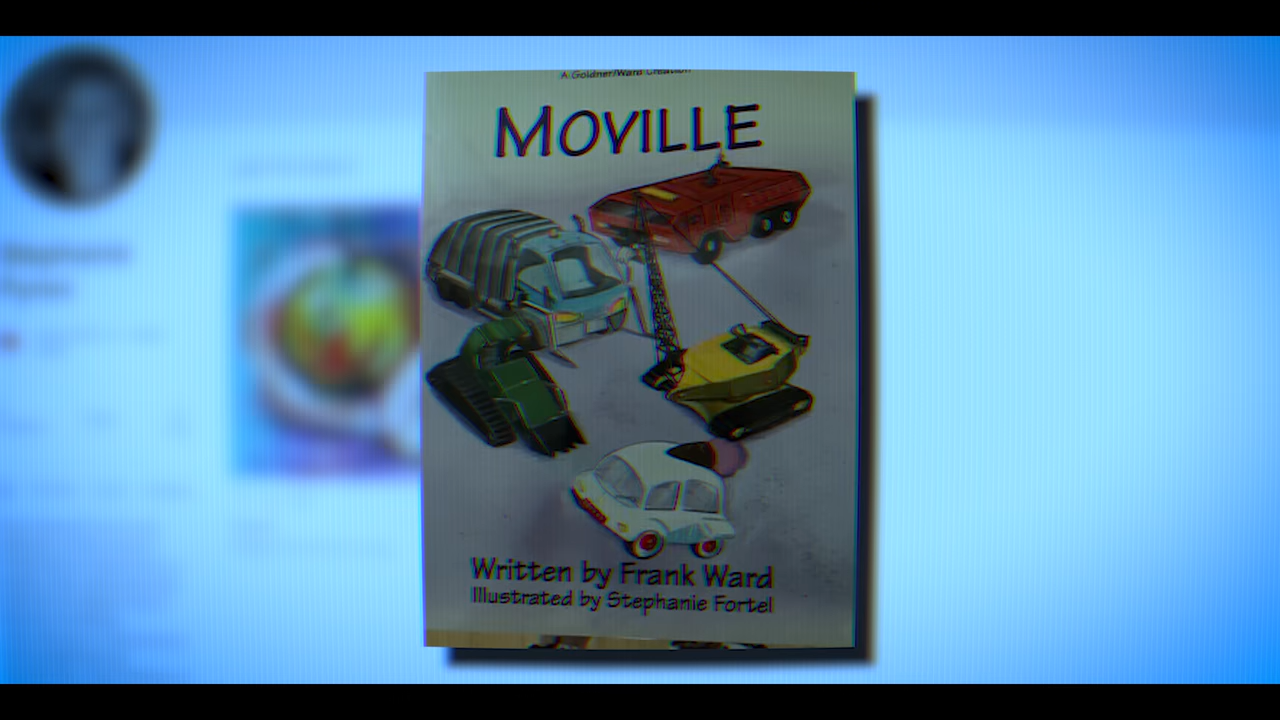 A Goldner/Ward Creation
MOVILLE
Written by Frank Ward
Illustrated by Stephanie Fortel